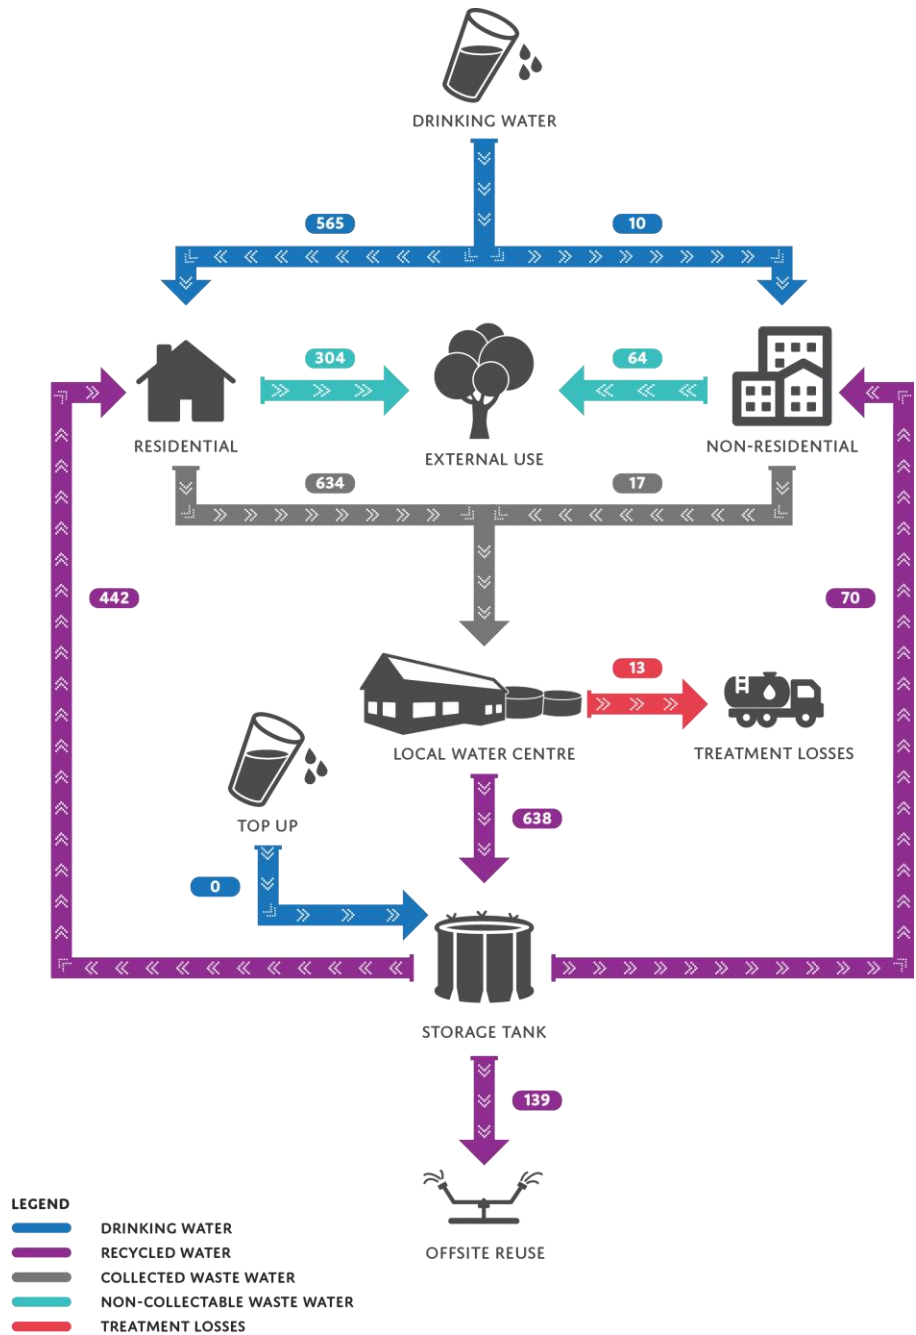 DRINKING WATER
565
10
304
64
RESIDENTIAL
EXTERNAL USE
NON-RESIDENTIAL
634
17
442
70
13
LOCAL WATER CENTRE
TREATMENT LOSSES
TOP UP
638
0
STORAGE TANK
139
OFFSITE REUSE
LEGEND
DRINKING WATER
RECYCLED WATER
COLLECTED WASTE WATER
NON-COLLECTABLE WASTE WATER
TREATMENT LOSSES